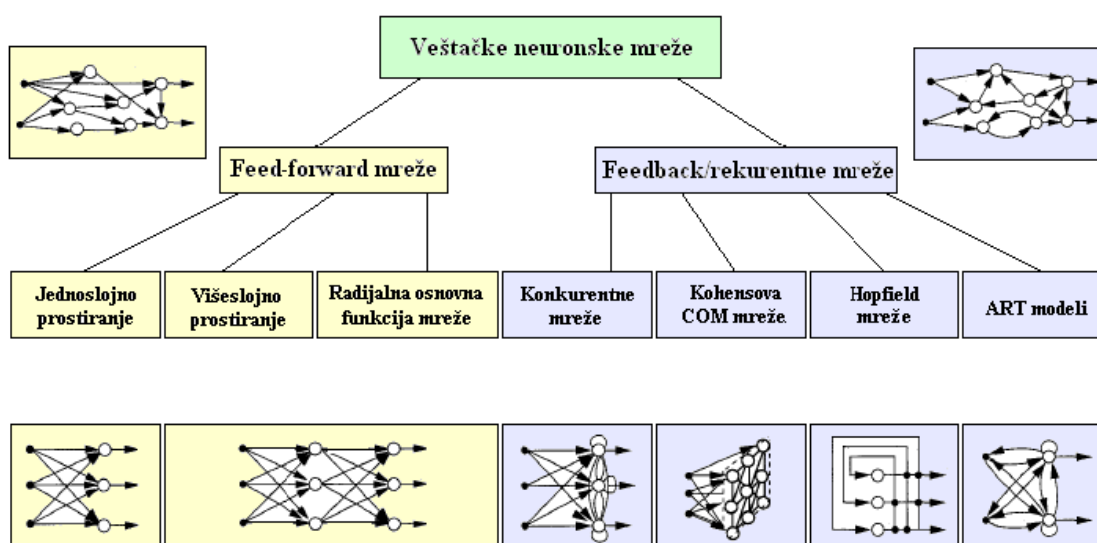 Veštačke neuronske mreže
Feed-forward mreže
Feedback/rekurentne mreže
Jednoslojno
prostiranje
Višeslojno
prostiranje
Radijalna osnovna
funkcija mreže
Konkurentne
mreže
Kohensova
COM mreže
Hopfield
mreže
ART modeli